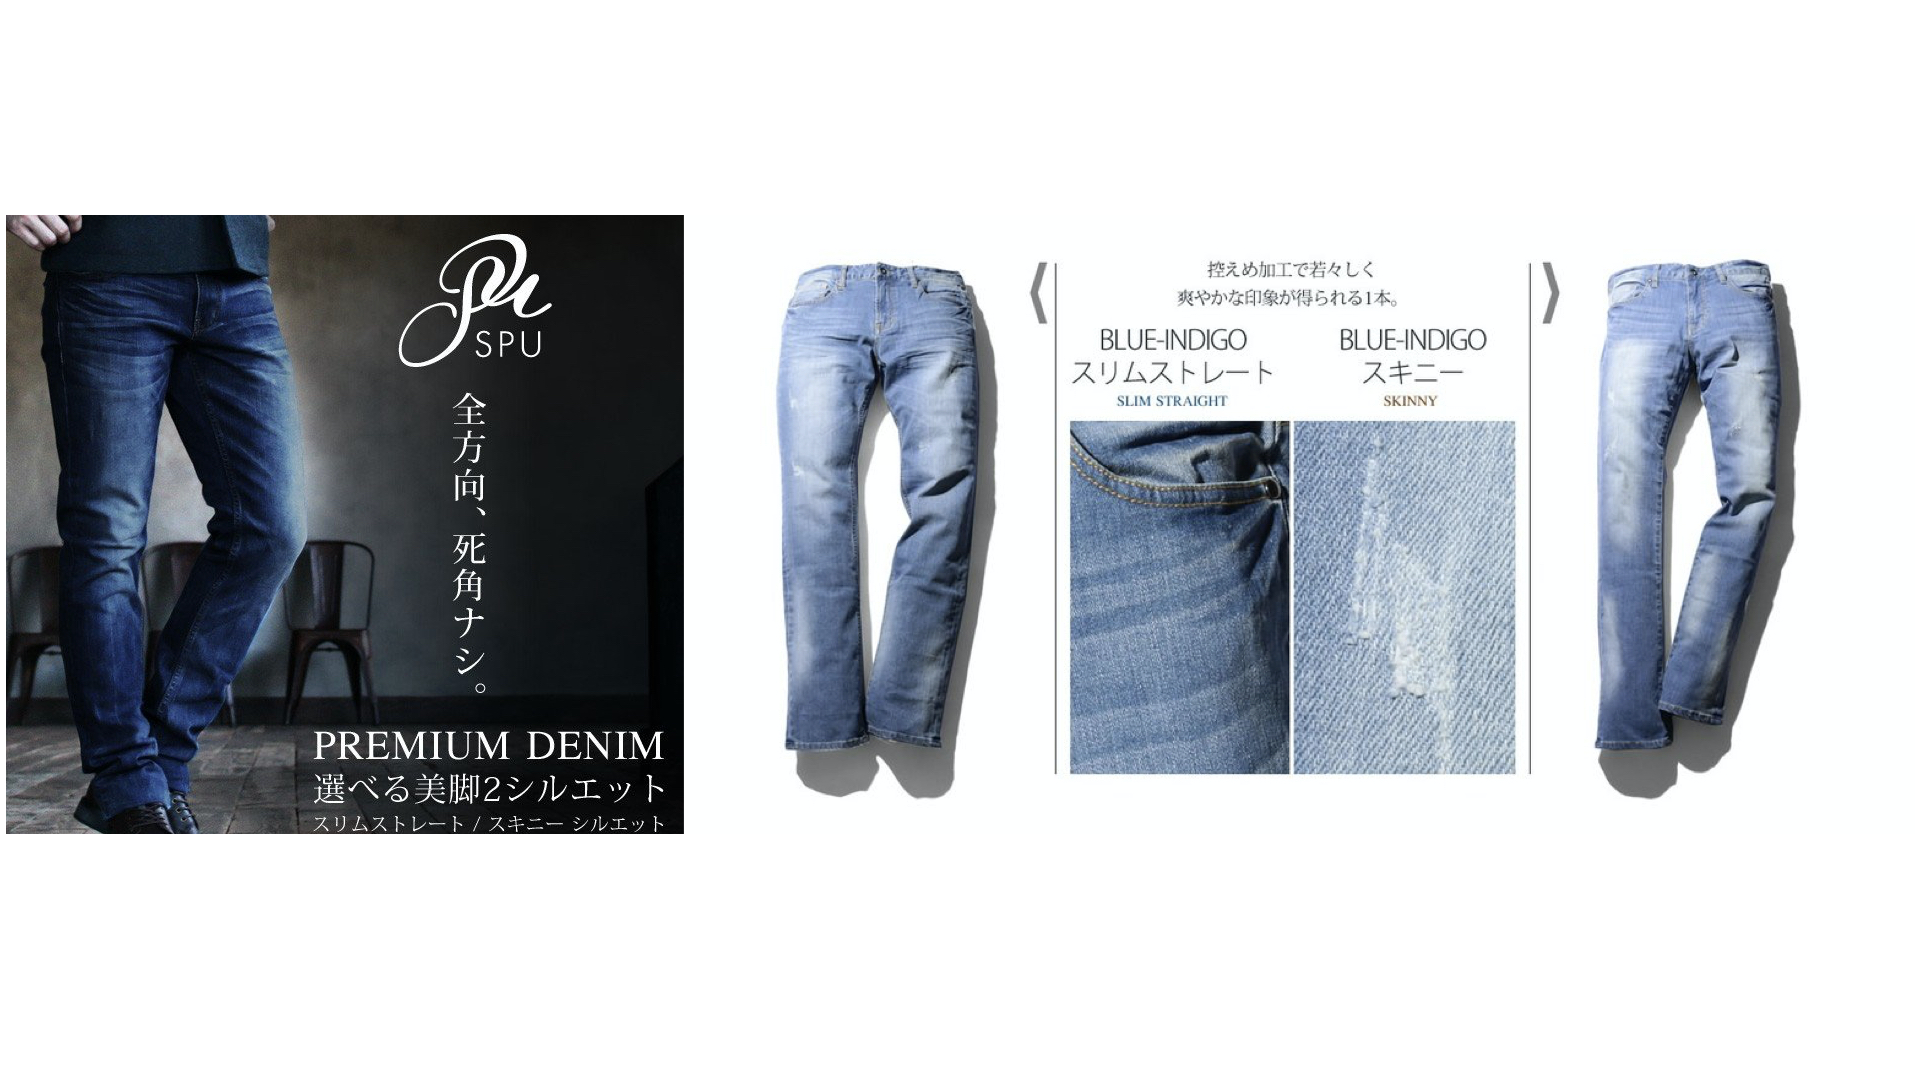 SPU
全方向、死角ナシ。
PREMIUM DENIM
選べる美脚2シルエット
スリムストレート / スキニー シルエット
控えめ加工で若々しく
爽やかな印象が得られる1本。
BLUE-INDIGO
スリムストレート
SLIM STRAIGHT
BLUE-INDIGO
スキニー
SKINNY